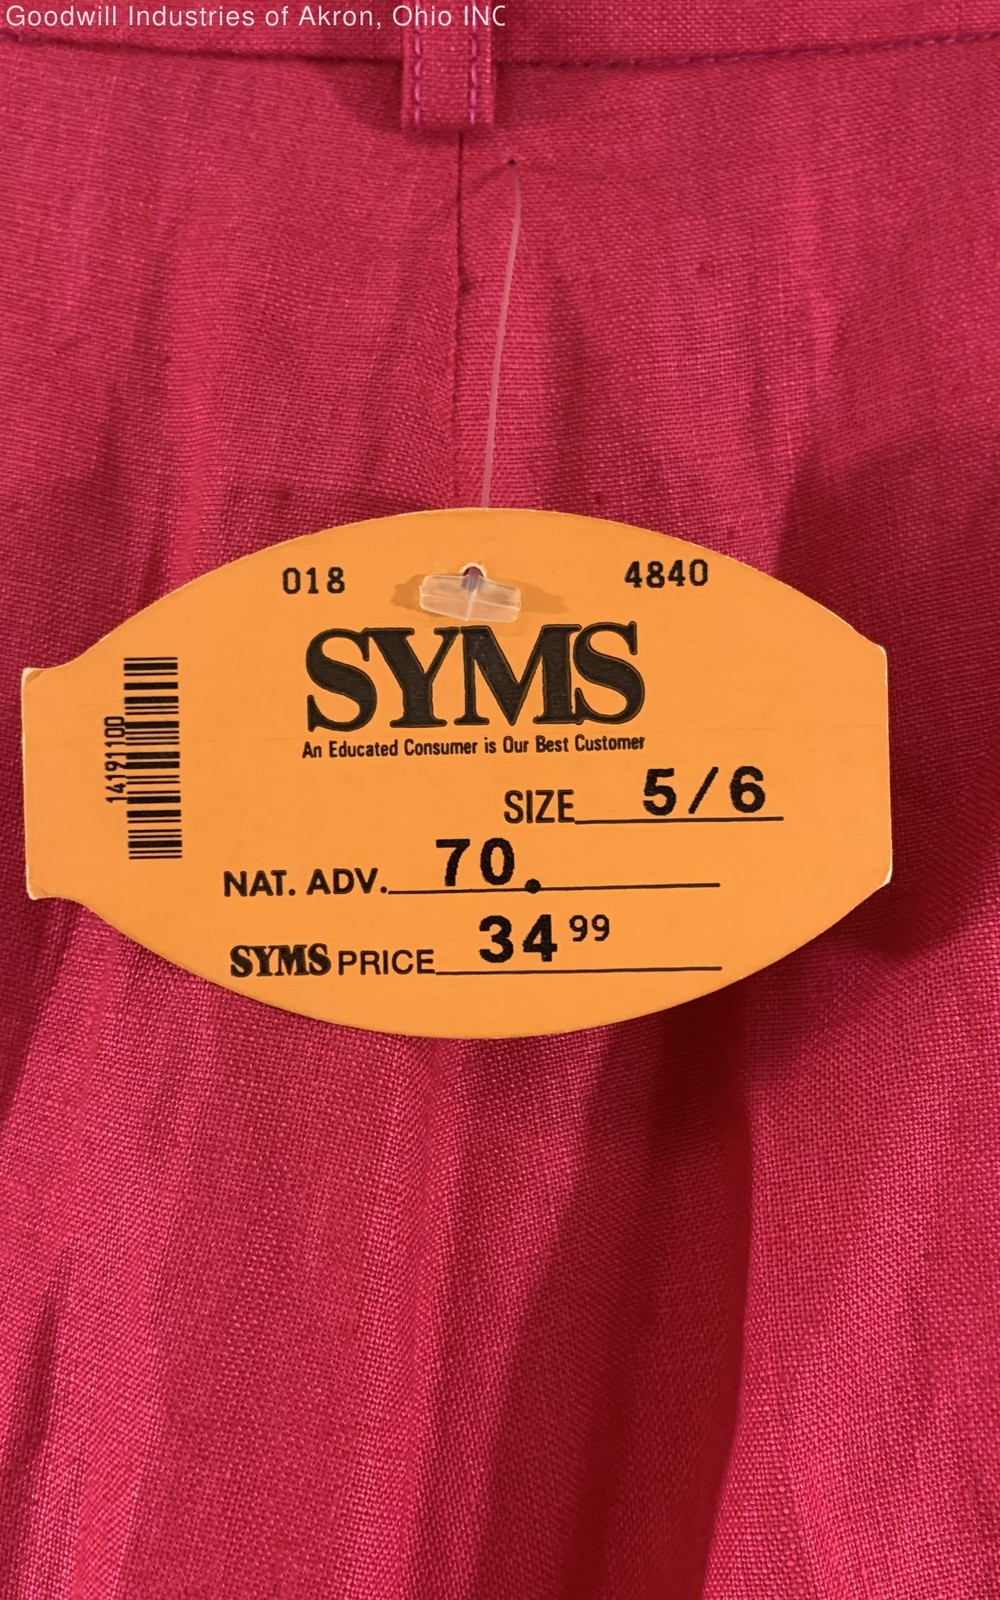 Goodwill Industries of Akron, Ohio INC
018 4840
SYMS
An Educated Consumer is Our Best Customer
14191100
SIZE 5/6
NAT. ADV. 70.
SYMS PRICE 34 99